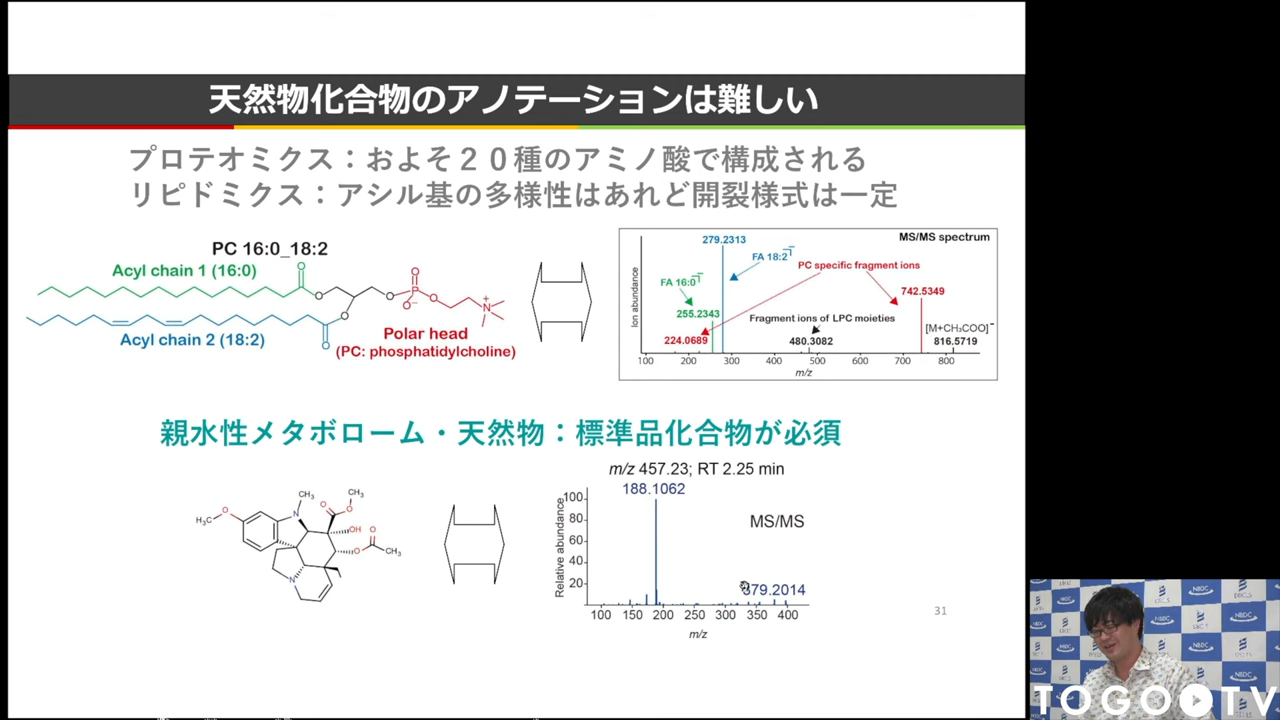 天然物化合物のアノテーションは難しい
プロテオミクス：およそ２０種のアミノ酸で構成される
リピドミクス：アシル基の多様性はあれど開裂様式は一定
PC 16:0_18:2
Acyl chain 1 (16:0)
O
O
O
O
P
O
O⁻
N
+
O
O
Acyl chain 2 (18:2)
Polar head
(PC: phosphatidylcholine)
MS/MS spectrum
279.2313
FA 18:2
PC specific fragment ions
FA 16:0
742.5349
255.2343
Fragment ions of LPC moieties
[M+CH₃COO]⁻
224.0689
480.3082
816.5719
Ion abundance
100 200 300 400 500 600 700 800
m/z
親水性メタボローム・天然物：標準品化合物が必須
m/z 457.23; RT 2.25 min
188.1062
MS/MS
379.2014
Relative abundance
100
80
60
40
20
100 150 200 250 300 350 400
m/z
CH₃
CH₃
O
O
H₃C
O
N
OH
O
O
CH₃
N
31
NBDC
DBCLS
TOGO TV